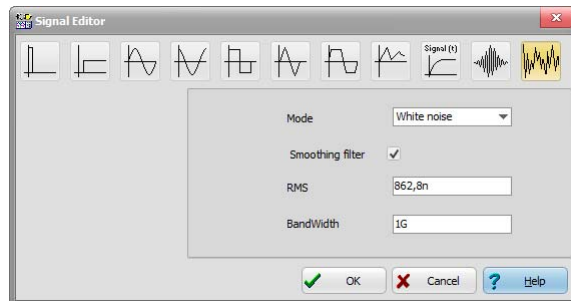 Signal Editor
Signal (t)
Mode White noise
Smoothing filter
RMS 862,8n
BandWidth 1G
OK Cancel ? Help